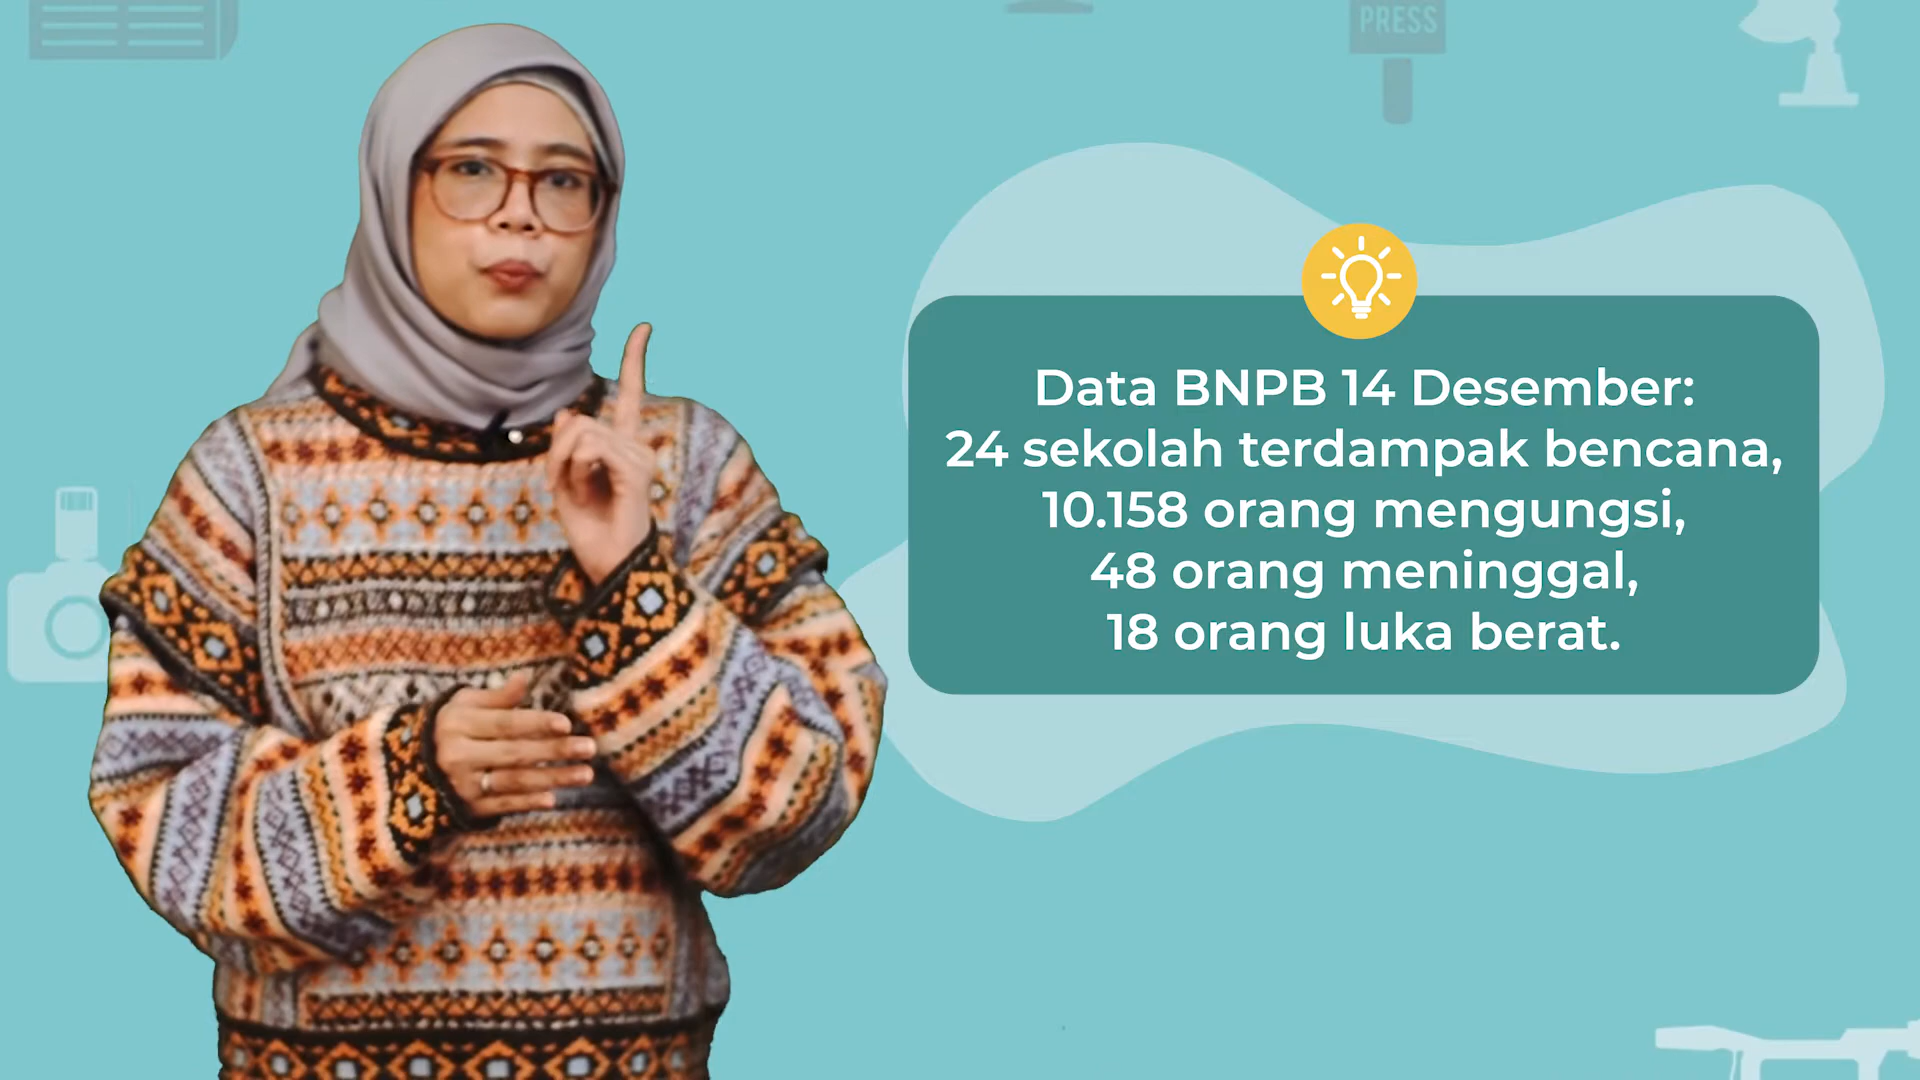 PRESS
Data BNPB 14 Desember:
24 sekolah terdampak bencana,
10.158 orang mengungsi,
48 orang meninggal,
18 orang luka berat.